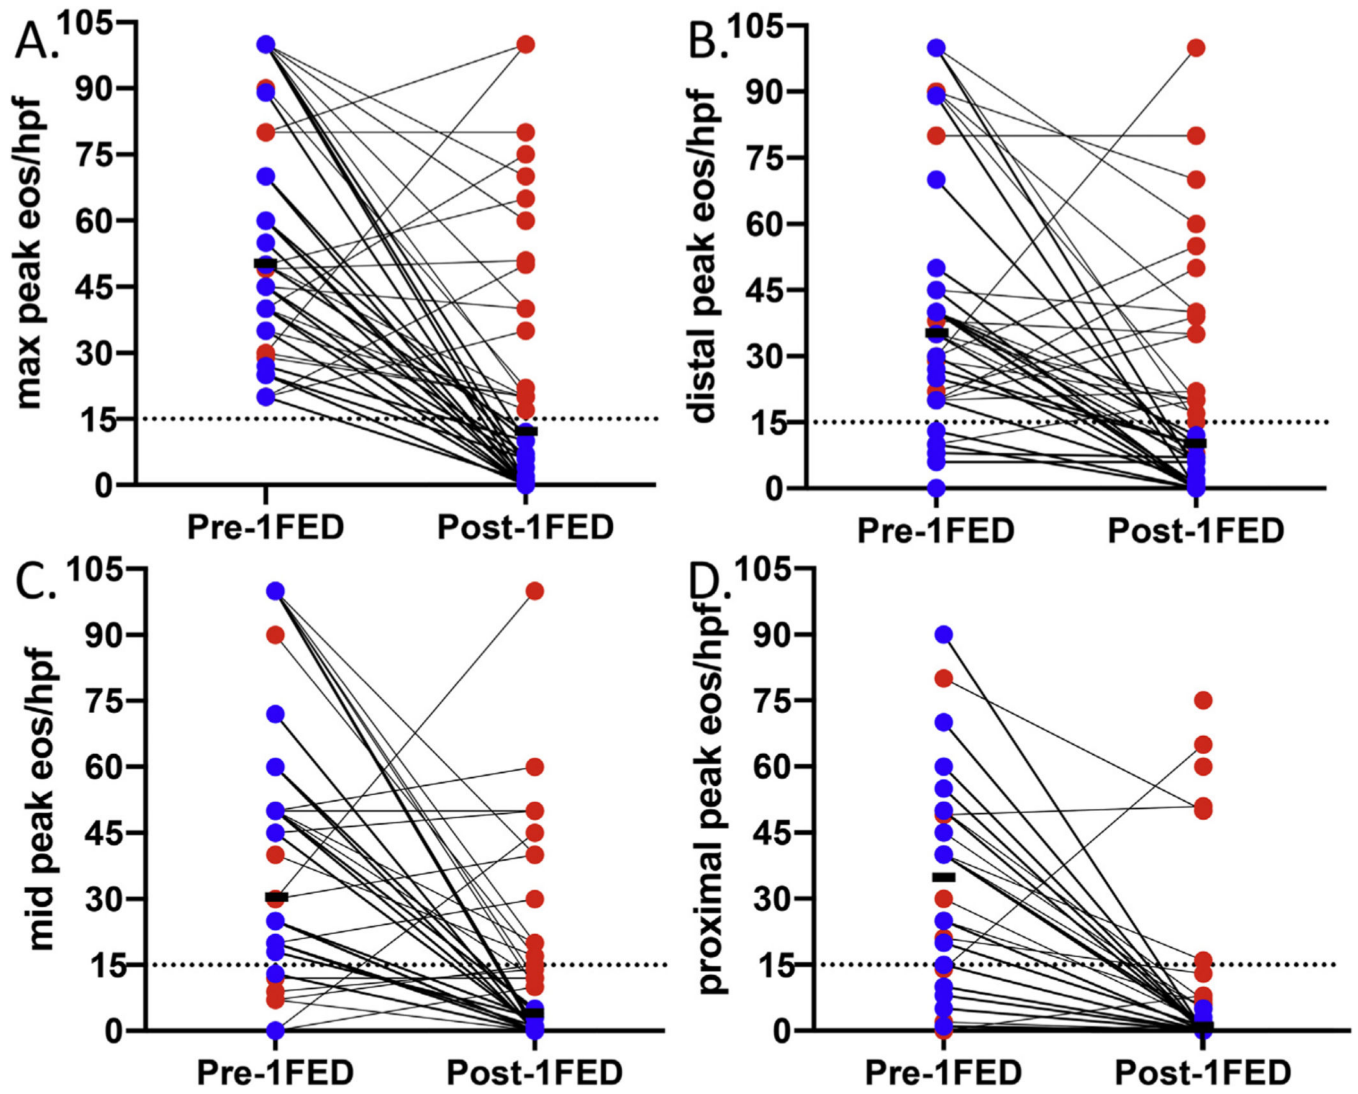 A.
max peak eos/hpf
105
90
75
60
45
30
15
0
Pre-1FED Post-1FED
B.
distal peak eos/hpf
105
90
75
60
45
30
15
0
Pre-1FED Post-1FED
C.
mid peak eos/hpf
105
90
75
60
45
30
15
0
Pre-1FED Post-1FED
D.
proximal peak eos/hpf
105
90
75
60
45
30
15
0
Pre-1FED Post-1FED